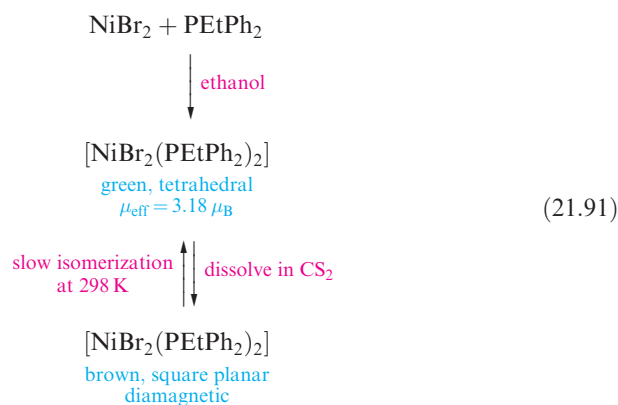 NiBr₂ + PEtPh₂
ethanol
[NiBr₂(PEtPh₂)₂]
green, tetrahedral
μeff = 3.18 μB
(21.91)
slow isomerization
at 298 K
dissolve in CS₂
[NiBr₂(PEtPh₂)₂]
brown, square planar
diamagnetic